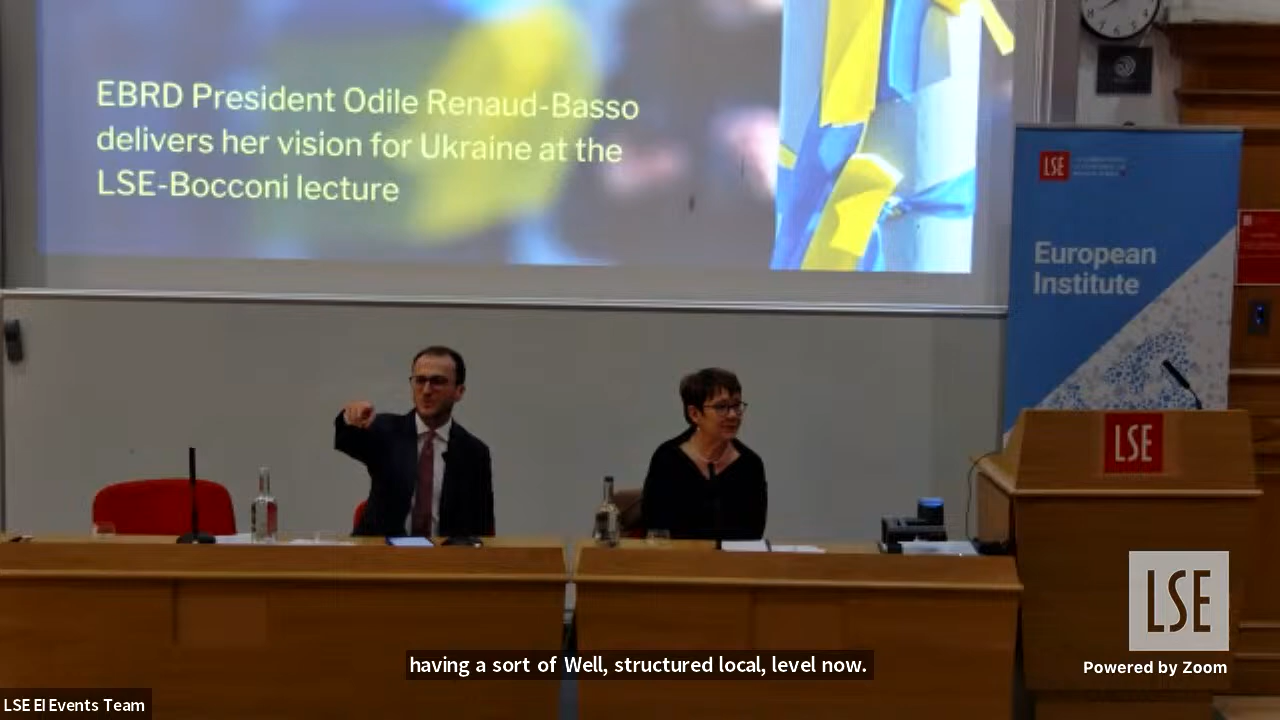 EBRD President Odile Renaud-Basso
delivers her vision for Ukraine at the
LSE-Bocconi lecture
LSE
European
Institute
LSE
LSE
having a sort of Well, structured local, level now.
Powered by Zoom
LSE EI Events Team